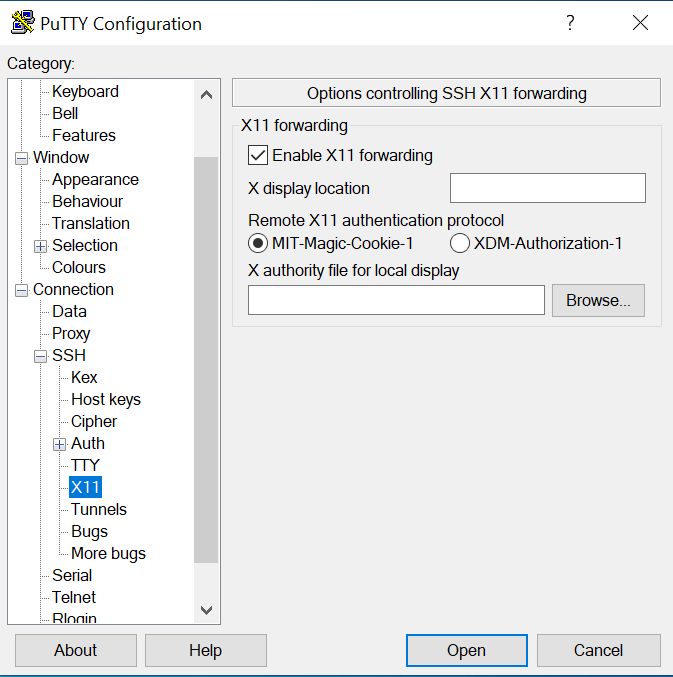 PuTTY Configuration
?
Category:
Keyboard
Bell
Features
Window
Appearance
Behaviour
Translation
Selection
Colours
Connection
Data
Proxy
SSH
Kex
Host keys
Cipher
Auth
TTY
X11
Tunnels
Bugs
More bugs
Serial
Telnet
Rlogin
Options controlling SSH X11 forwarding
X11 forwarding
Enable X11 forwarding
X display location
Remote X11 authentication protocol
MIT-Magic-Cookie-1 XDM-Authorization-1
X authority file for local display
Browse...
About Help Open Cancel